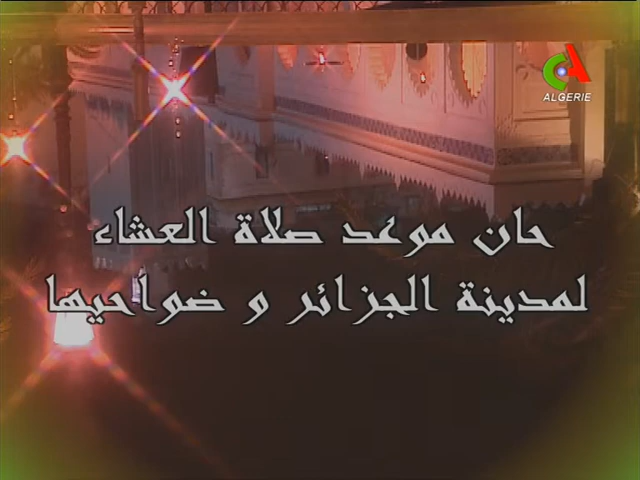 ALGERIE
حان موعد صلاة العشاء
لمدينة الجزائر و ضواحيها